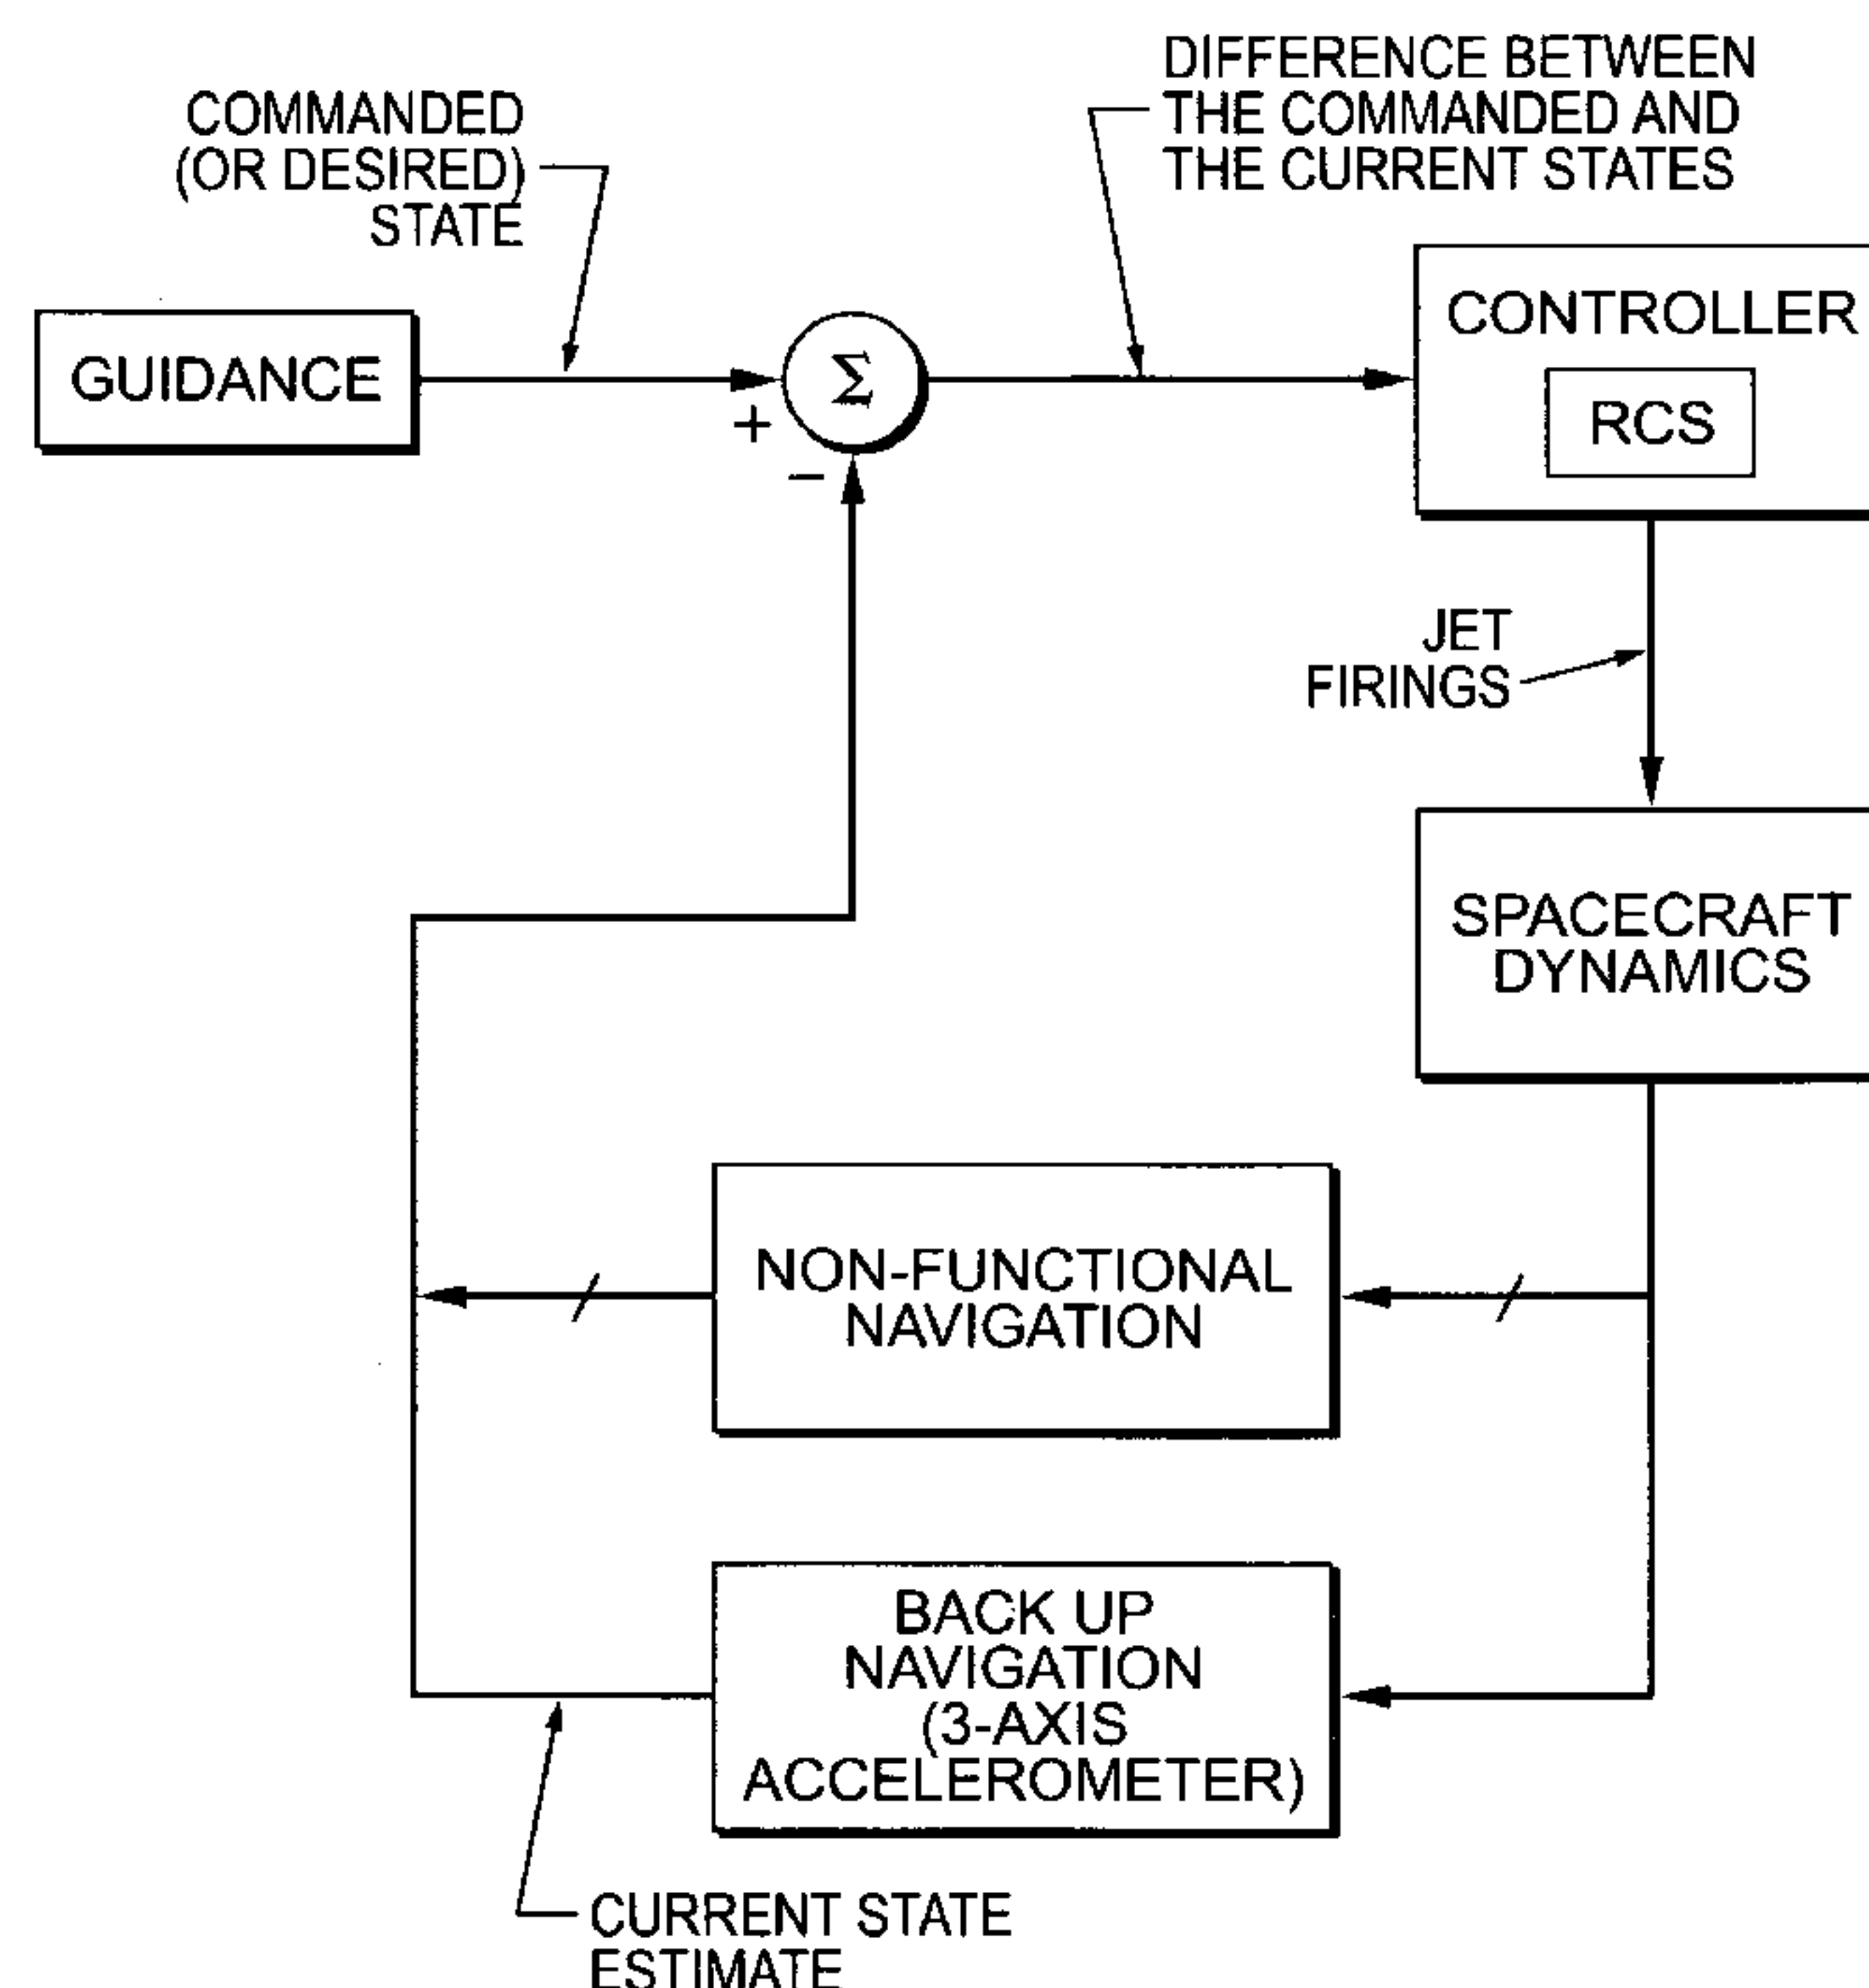 DIFFERENCE BETWEEN
THE COMMANDED AND
THE CURRENT STATES
COMMANDED
(OR DESIRED)
STATE
GUIDANCE
Σ
+
−
CONTROLLER
RCS
JET
FIRINGS
SPACECRAFT
DYNAMICS
NON-FUNCTIONAL
NAVIGATION
BACK UP
NAVIGATION
(3-AXIS
ACCELEROMETER)
CURRENT STATE
ESTIMATE